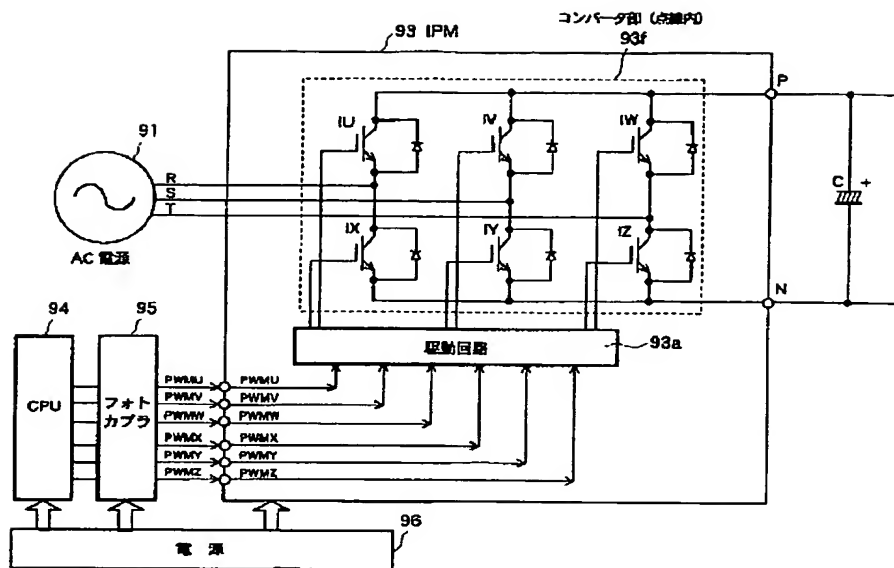 コンバータ部 (点線内)
93 IPM
93f
P
IU
IV
IW
91
R
S
T
C +
IX
IY
IZ
AC 電源
N
94
95
駆動回路
93a
CPU
フォト
カプラ
PWMU
PWMU
PWMV
PWMV
PWMW
PWMW
PWMX
PWMX
PWMY
PWMY
PWMZ
PWMZ
電 源
96